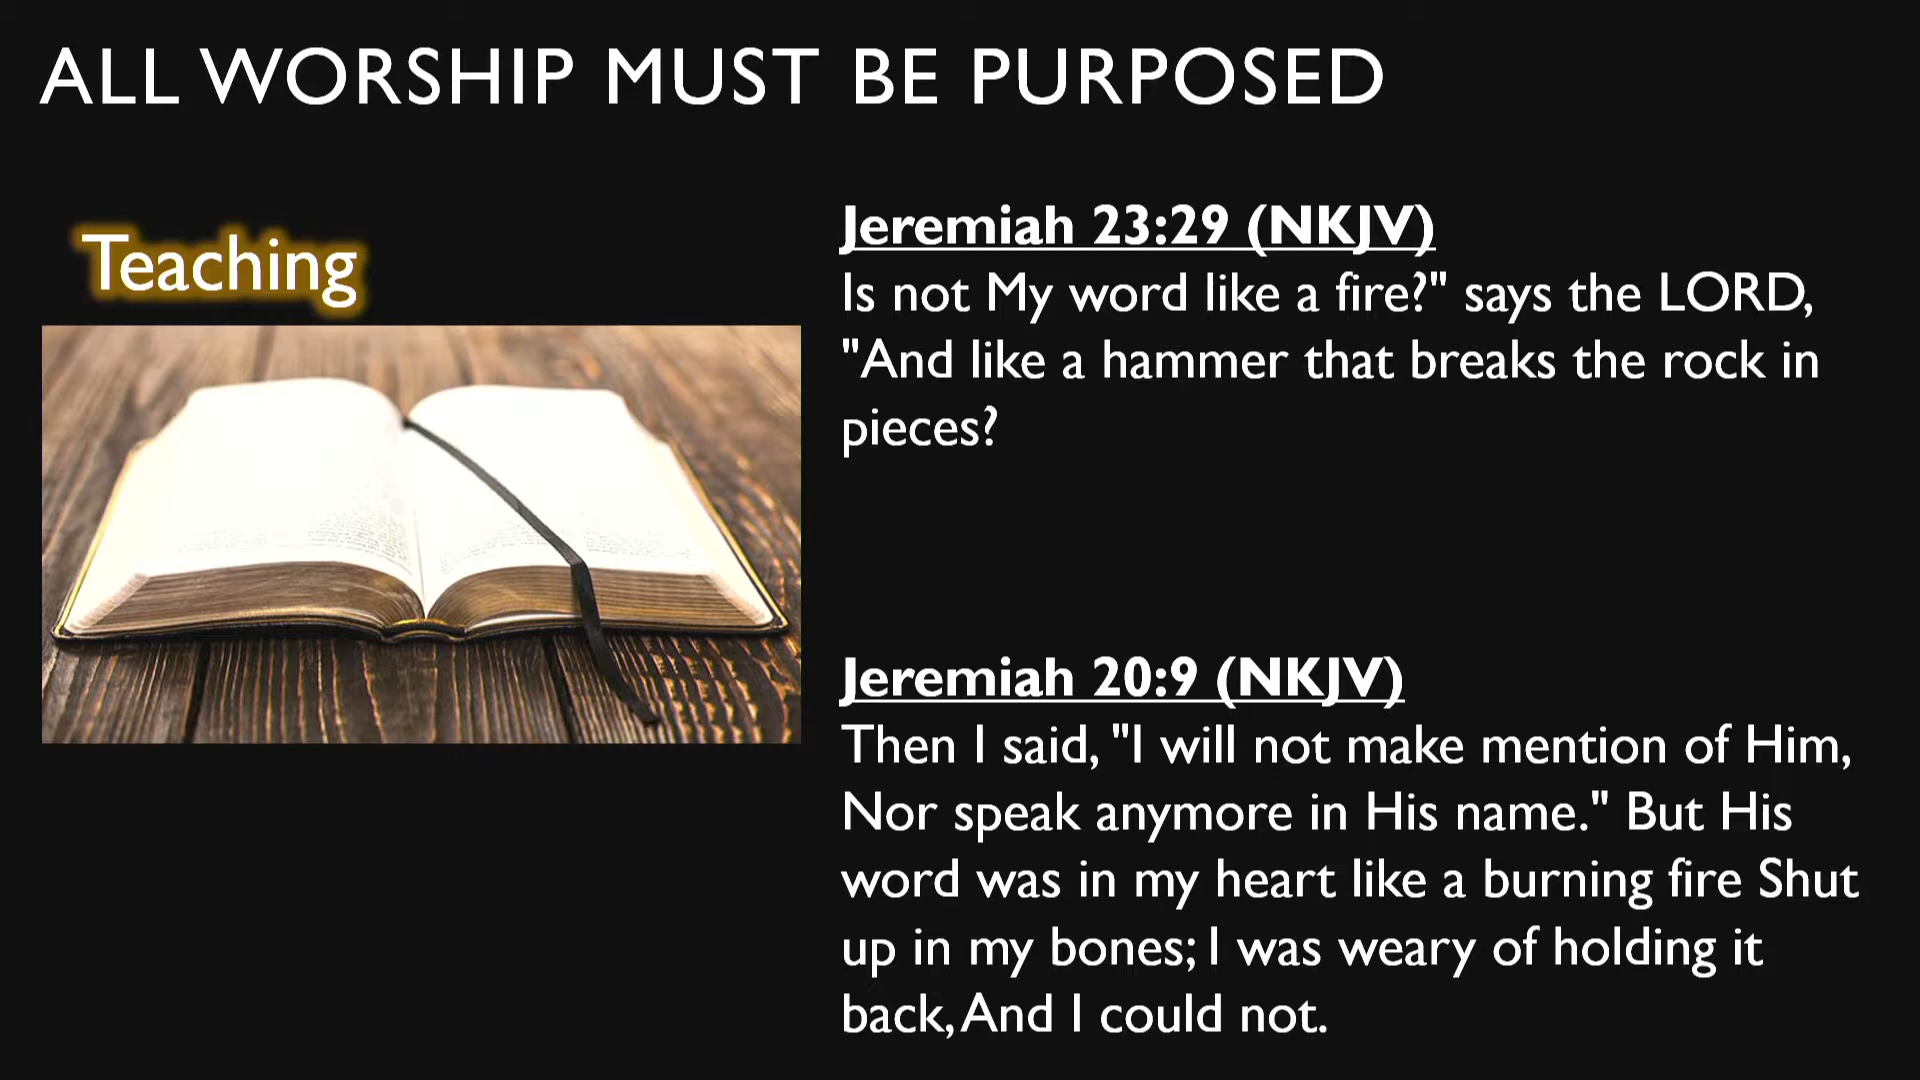 ALL WORSHIP MUST BE PURPOSED
Teaching
Jeremiah 23:29 (NKJV)
Is not My word like a fire?" says the LORD,
"And like a hammer that breaks the rock in
pieces?
Jeremiah 20:9 (NKJV)
Then I said, "I will not make mention of Him,
Nor speak anymore in His name." But His
word was in my heart like a burning fire Shut
up in my bones; I was weary of holding it
back, And I could not.